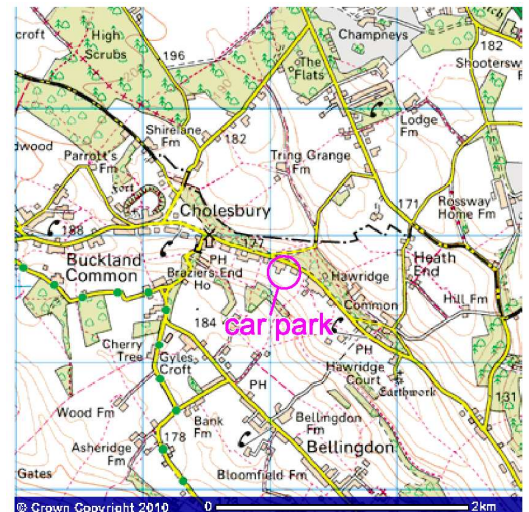 croft
High
Scrubs
196
Champneys
182
The
Flats
Shootersw
Shirelane
Fm
182
Lodge
Fm
dwood
Parrott's
Fm
Fort
Tring Grange
Fm
Cholesbury
171
Rossway
Home Fm
188
177
Buckland
Common
PH
Braziers End
Ho
Hawridge
Common
Heath
End
Hill Fm
184
car park
Cherry
Tree
Gyles
Croft
PH
Hawridge
Court
Earthwork
PH
131
Wood Fm
Bank
Fm
Bellingdon
Fm
178
Asheridge
Fm
Bellingdon
Gates
Bloomfield Fm
© Crown Copyright 2010
0
2km